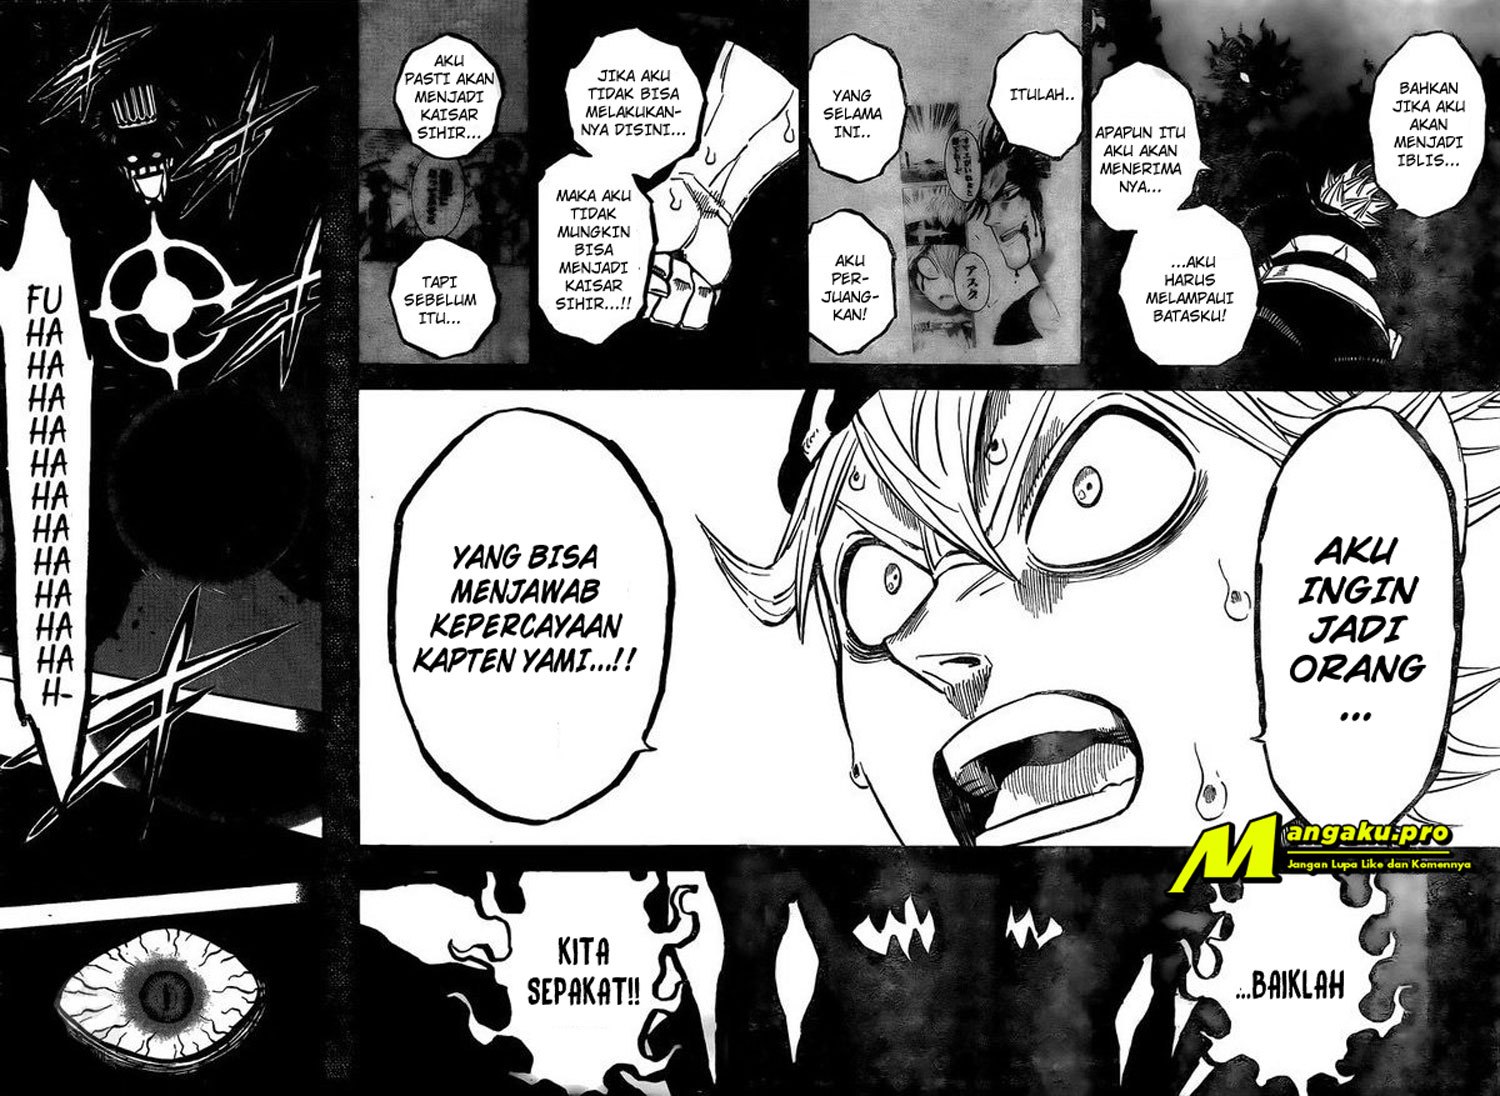 BAHKAN
JIKA AKU
AKAN
MENJADI
IBLIS...
APAPUN ITU
AKU AKAN
MENERIMA
NYA...
...AKU
HARUS
MELAMPAUI
BATASKU!
ITULAH..
YANG
SELAMA
INI..
AKU
PER-
JUANG-
KAN!
アスタ
JIKA AKU
TIDAK BISA
MELAKUKAN-
NYA DISINI...
MAKA AKU
TIDAK
MUNGKIN
BISA
MENJADI
KAISAR
SIHIR...!!
AKU
PASTI AKAN
MENJADI
KAISAR
SIHIR...
TAPI
SEBELUM
ITU...
AKU
INGIN
JADI
ORANG
...
YANG BISA
MENJAWAB
KEPERCAYAAN
KAPTEN YAMI...!!
Mangaku.pro
Jangan Lupa Like dan Komennya
...BAIKLAH
KITA
SEPAKAT!!
FU
HA
HA
HA
HA
HA
HA
HA
HA
HA
HA
HA
H-